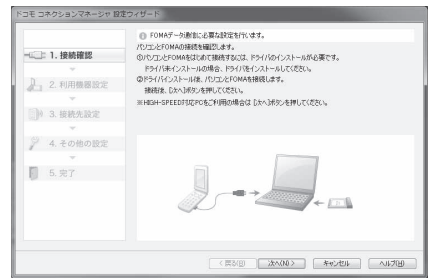 ドコモ コネクションマネージャ 設定ウィザード
1. 接続確認
2. 利用機器設定
3. 接続先設定
4. その他の設定
5. 完了
FOMAデータ通信に必要な設定を行います。
パソコンとFOMAの接続を確認します。
①パソコンとFOMAをはじめて接続するには、ドライバのインストールが必要です。
ドライバ未インストールの場合、ドライバをインストールしてください。
②ドライバインストール後、パソコンとFOMAを接続します。
接続後、[次へ]ボタンを押してください。
※HIGH-SPEED対応PCをご利用の場合は [次へ]ボタンを押してください。
< 戻る(B) 次へ(N) > キャンセル ヘルプ(H)